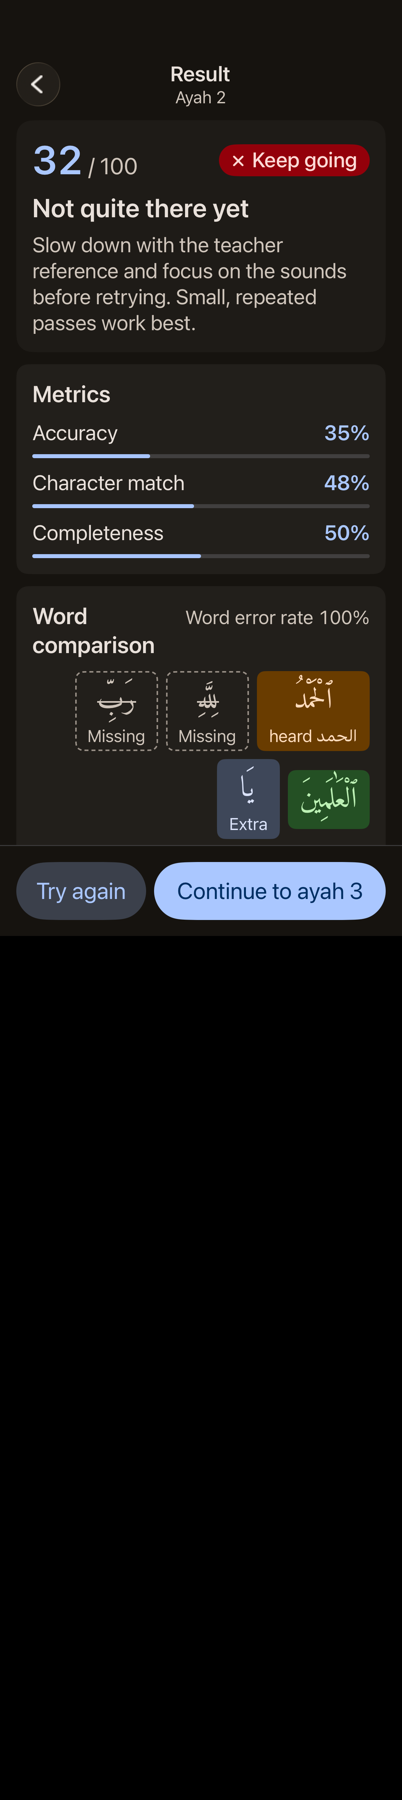 Result
Ayah 2
32 / 100
× Keep going
Not quite there yet
Slow down with the teacher
reference and focus on the sounds
before retrying. Small, repeated
passes work best.
Metrics
Accuracy 35%
Character match 48%
Completeness 50%
Word comparison
Word error rate 100%
ٱلْحَمْدُ لِلَّهِ رَبِّ
heard الحمد Missing Missing
ٱلْعَٰلَمِينَ يَا
Extra
Try again
Continue to ayah 3